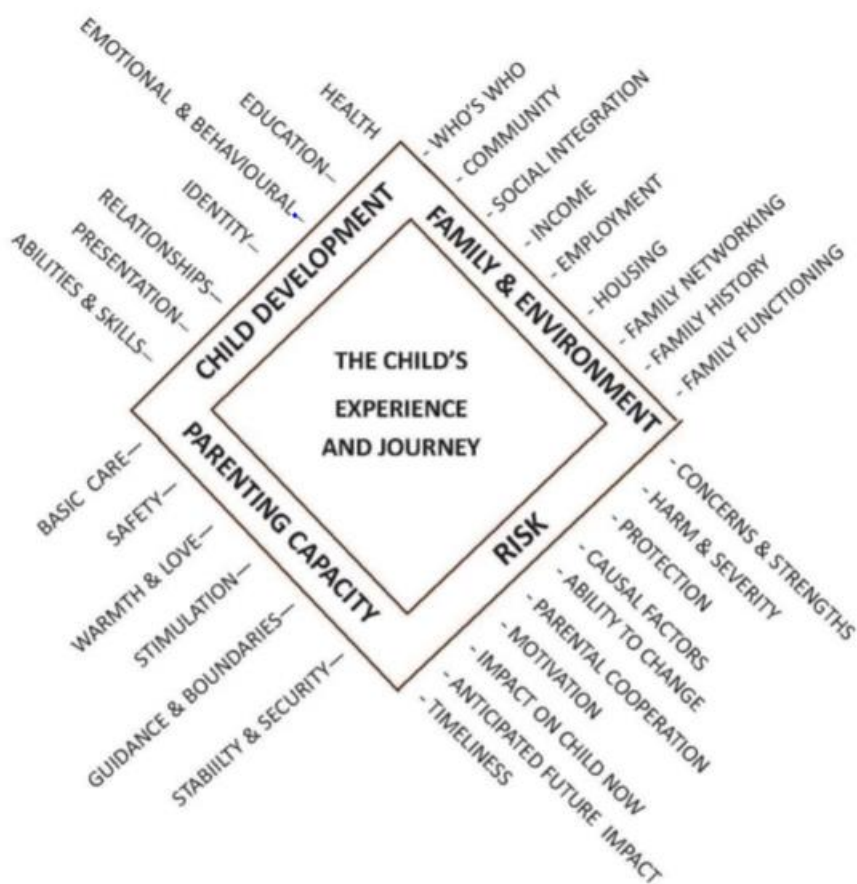 HEALTH
EDUCATION
EMOTIONAL & BEHAVIOURAL
IDENTITY
RELATIONSHIPS
PRESENTATION
ABILITIES & SKILLS
CHILD DEVELOPMENT
- WHO'S WHO
- COMMUNITY
- SOCIAL INTEGRATION
- INCOME
- EMPLOYMENT
- HOUSING
- FAMILY NETWORKING
- FAMILY HISTORY
- FAMILY FUNCTIONING
FAMILY & ENVIRONMENT
THE CHILD'S
EXPERIENCE
AND JOURNEY
PARENTING CAPACITY
BASIC CARE
SAFETY
WARMTH & LOVE
STIMULATION
GUIDANCE & BOUNDARIES
STABIILTY & SECURITY
RISK
- CONCERNS & STRENGTHS
- HARM & SEVERITY
- PROTECTION
- CAUSAL FACTORS
- ABILITY TO CHANGE
- PARENTAL COOPERATION
- MOTIVATION
- IMPACT ON CHILD NOW
- ANTICIPATED FUTURE IMPACT
- TIMELINESS